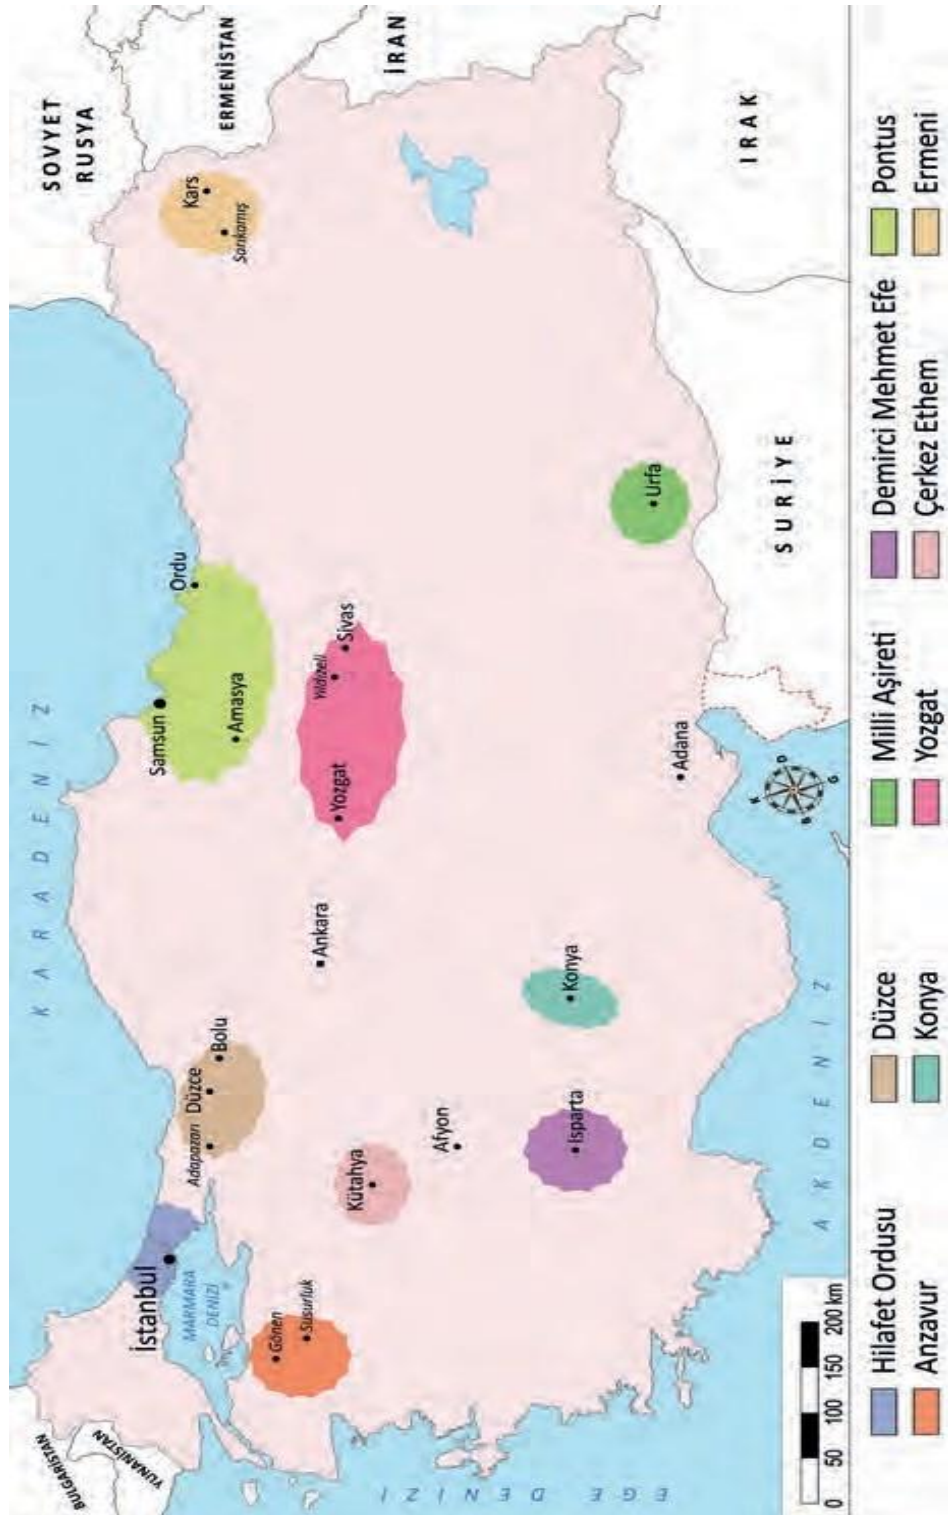 BULGARİSTAN
YUNANİSTAN
KARADENİZ
SOVYET
RUSYA
ERMENİSTAN
İRAN
IRAK
SURİYE
AKDENİZ
EGE DENİZİ
MARMARA
DENİZİ
İstanbul
Gönen
Susurluk
Adapazarı
Düzce
Bolu
Kütahya
Afyon
Isparta
Konya
Ankara
Samsun
Amasya
Ordu
Yozgat
Yıldızeli
Sivas
Adana
Urfa
Kars
Sarıkamış
K
D
G
B
0 50 100 150 200 km
Hilafet Ordusu
Düzce
Milli Aşireti
Demirci Mehmet Efe
Pontus
Anzavur
Konya
Yozgat
Çerkez Ethem
Ermeni